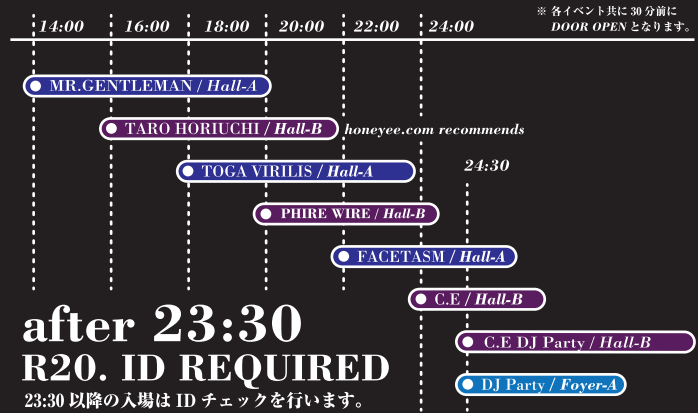 ※ 各イベント共に 30 分前に
DOOR OPEN となります。
14:00 16:00 18:00 20:00 22:00 24:00
MR.GENTLEMAN / Hall-A
TARO HORIUCHI / Hall-B honeyee.com recommends
24:30
TOGA VIRILIS / Hall-A
PHIRE WIRE / Hall-B
FACETASM / Hall-A
C.E / Hall-B
after 23:30
C.E DJ Party / Hall-B
R20. ID REQUIRED
DJ Party / Foyer-A
23:30 以降の入場は ID チェックを行います。